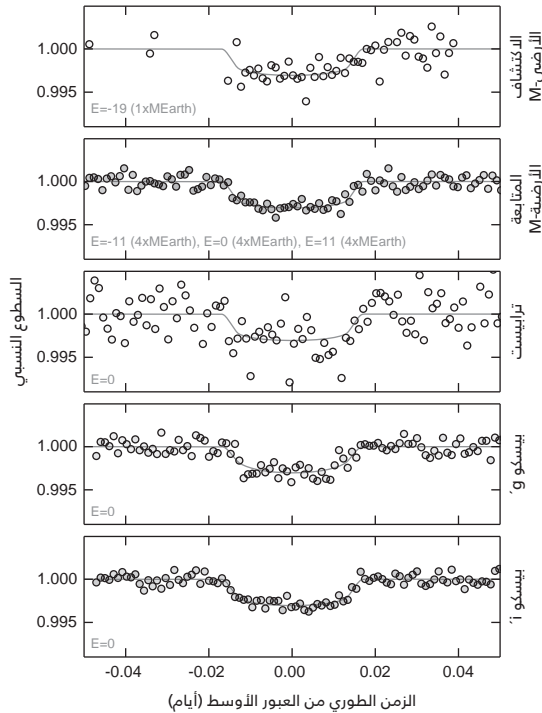 1.000
0.995
E=-19 (1xMEarth)
الاكتشاف
الأرضي-M
1.000
0.995
E=-11 (4xMEarth), E=0 (4xMEarth), E=11 (4xMEarth)
المتابعة
الأرضية-M
السطوع النسبي
1.000
0.995
E=0
ترابيست
1.000
0.995
E=0
بيسكو g'
1.000
0.995
E=0
بيسكو i'
-0.04 -0.02 0.00 0.02 0.04
الزمن الطوري من العبور الأوسط (أيام)